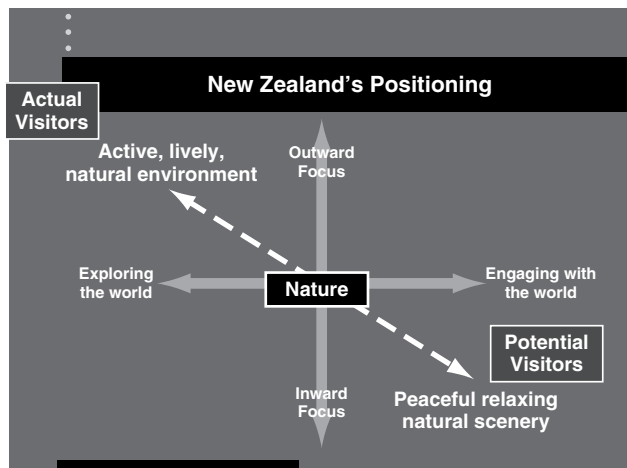 New Zealand's Positioning
Actual
Visitors
Active, lively,
natural environment
Outward
Focus
Exploring
the world
Nature
Engaging with
the world
Potential
Visitors
Inward
Focus
Peaceful relaxing
natural scenery